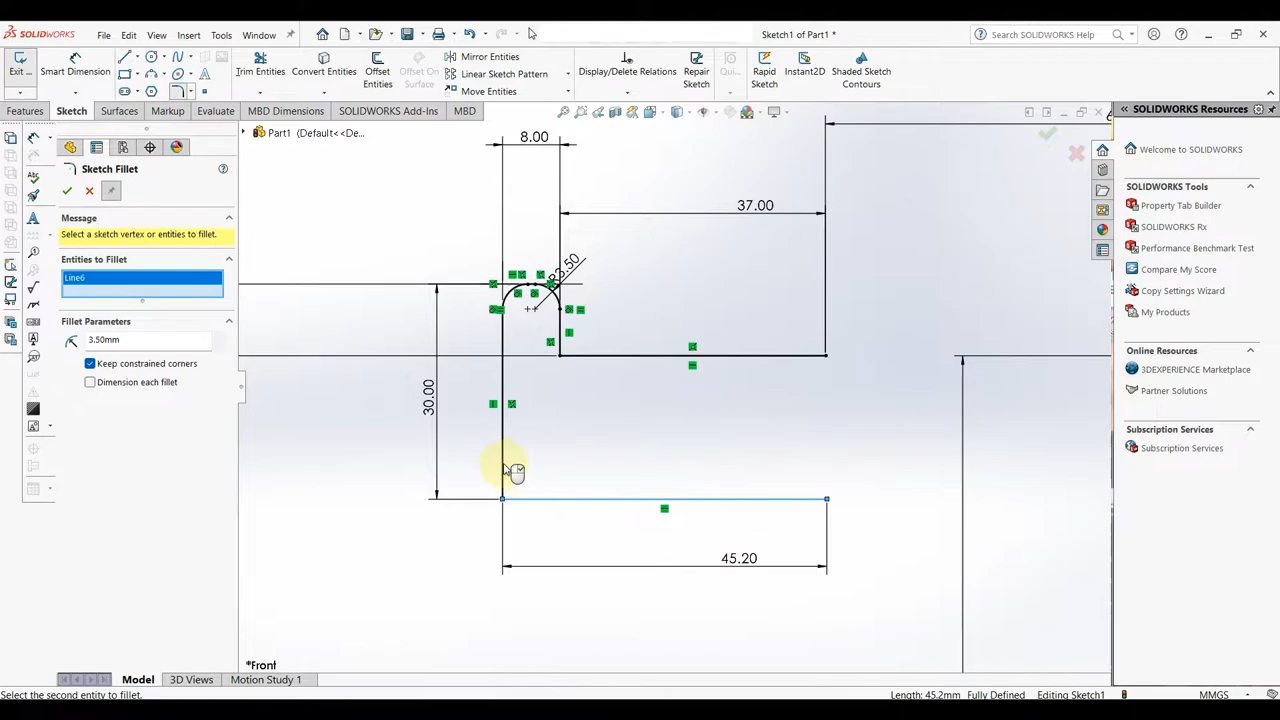 SOLIDWORKS
File Edit View Insert Tools Window
Sketch1 of Part1 *
Search SOLIDWORKS Help
Exit ...
Smart Dimension
Trim Entities
Convert Entities
Offset Entities
Offset On Surface
Mirror Entities
Linear Sketch Pattern
Move Entities
Display/Delete Relations
Repair Sketch
Qui...
Rapid Sketch
Instant2D
Shaded Sketch Contours
Features Sketch Surfaces Markup Evaluate MBD Dimensions SOLIDWORKS Add-Ins MBD
SOLIDWORKS Resources
Part1 (Default<<De...
Welcome to SOLIDWORKS
Sketch Fillet
SOLIDWORKS Tools
Property Tab Builder
SOLIDWORKS Rx
Performance Benchmark Test
Compare My Score
Copy Settings Wizard
My Products
Online Resources
3DEXPERIENCE Marketplace
Partner Solutions
Subscription Services
Subscription Services
Message
Select a sketch vertex or entities to fillet.
Entities to Fillet
Line6
Fillet Parameters
3.50mm
Keep constrained corners
Dimension each fillet
8.00
37.00
R3.50
30.00
45.20
*Front
Model 3D Views Motion Study 1
Select the second entity to fillet.
Length: 45.2mm Fully Defined Editing Sketch1 MMGS